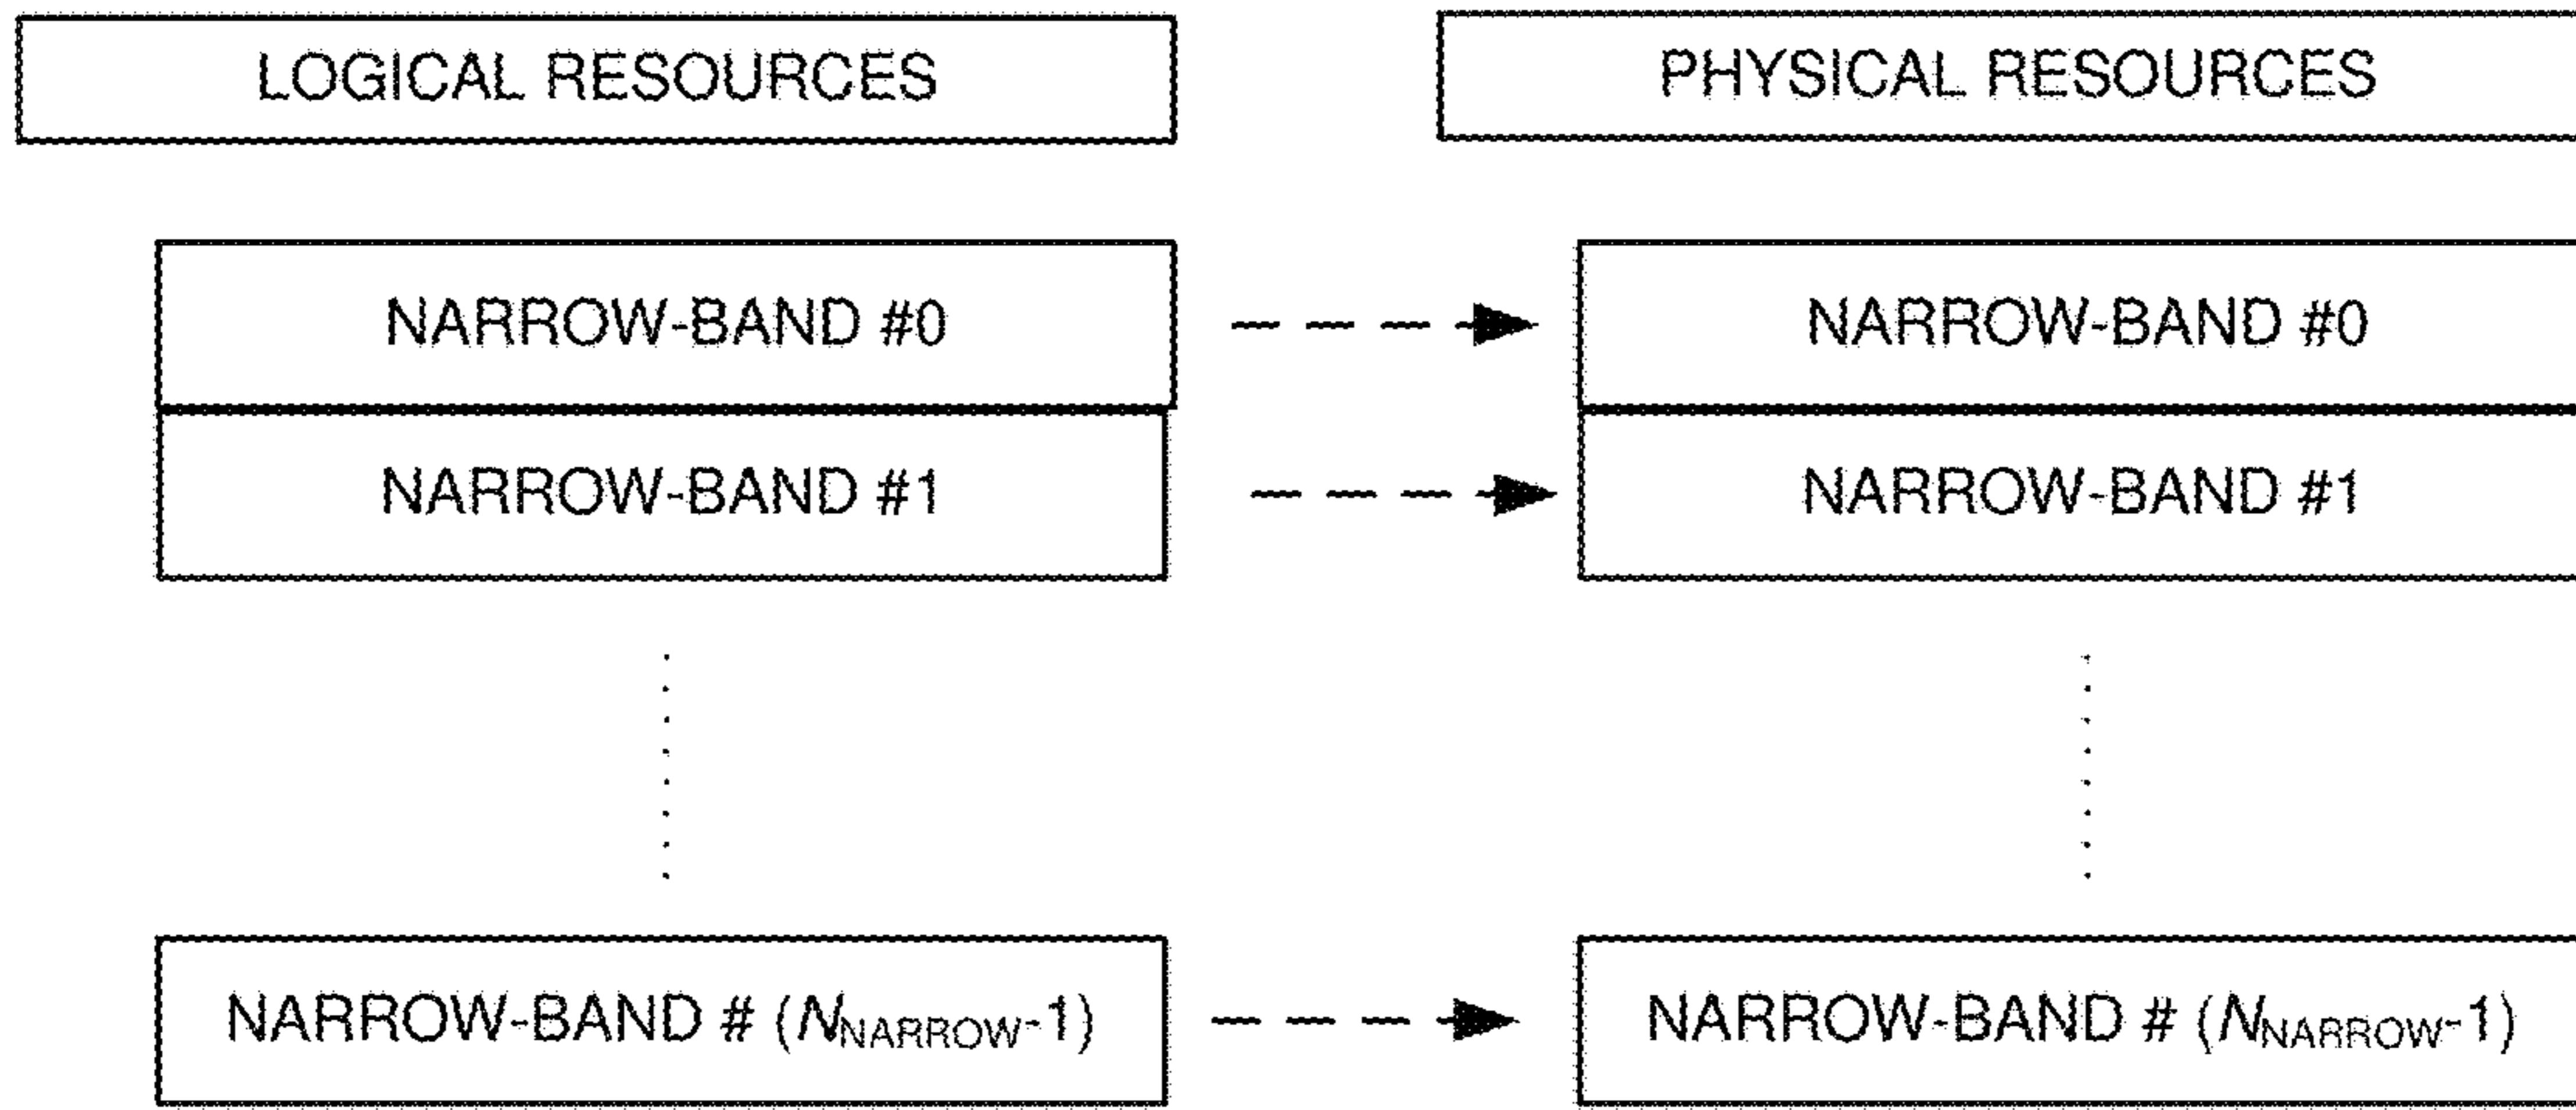 LOGICAL RESOURCES PHYSICAL RESOURCES
NARROW-BAND #0 NARROW-BAND #0
NARROW-BAND #1 NARROW-BAND #1
NARROW-BAND # (NNARROW-1) NARROW-BAND # (NNARROW-1)